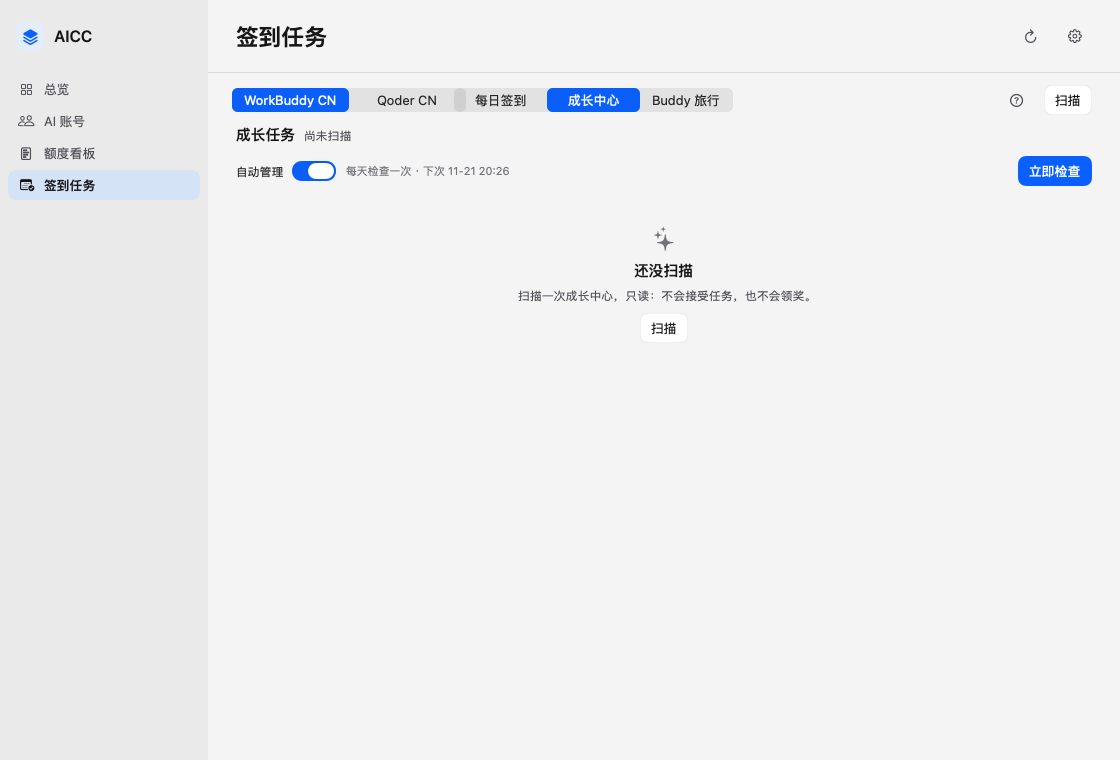 AICC
总览
AI 账号
额度看板
签到任务
签到任务
WorkBuddy CN
Qoder CN
每日签到
成长中心
Buddy 旅行
扫描
成长任务 尚未扫描
自动管理 每天检查一次 · 下次 11-21 20:26
立即检查
还没扫描
扫描一次成长中心，只读：不会接受任务，也不会领奖。
扫描